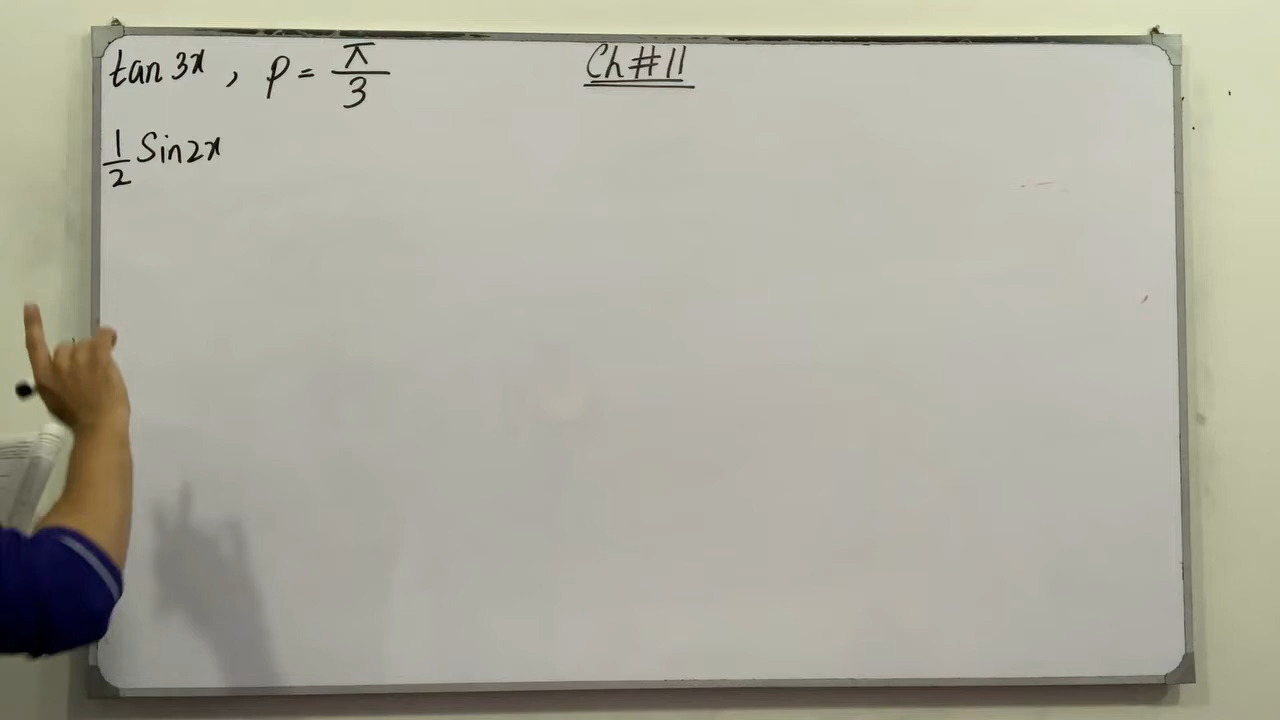 Ch#11
tan 3x , P = π/3
1/2 Sin2x